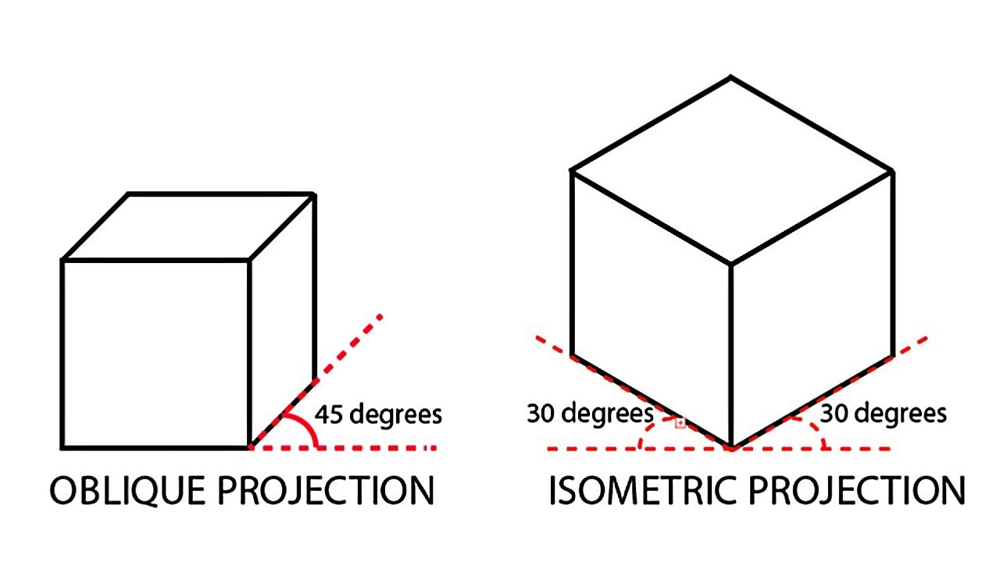 45 degrees
OBLIQUE PROJECTION
30 degrees
30 degrees
ISOMETRIC PROJECTION